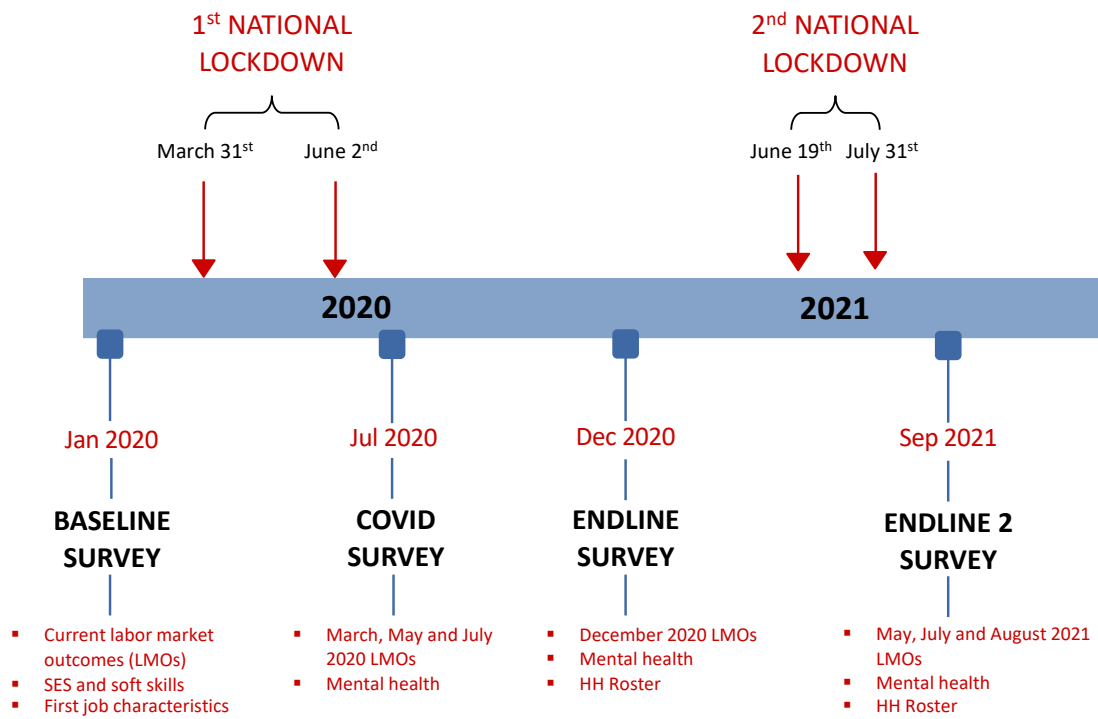 1st NATIONAL
LOCKDOWN
2nd NATIONAL
LOCKDOWN
March 31st
June 2nd
June 19th
July 31st
2020
2021
Jan 2020
Jul 2020
Dec 2020
Sep 2021
BASELINE
SURVEY
COVID
SURVEY
ENDLINE
SURVEY
ENDLINE 2
SURVEY
▪ Current labor market
outcomes (LMOs)
▪ SES and soft skills
▪ First job characteristics
▪ March, May and July
2020 LMOs
▪ Mental health
▪ December 2020 LMOs
▪ Mental health
▪ HH Roster
▪ May, July and August 2021
LMOs
▪ Mental health
▪ HH Roster